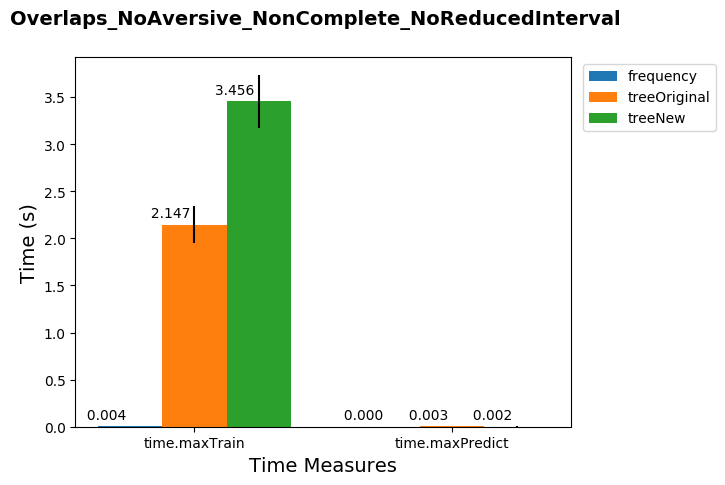 Overlaps_NoAversive_NonComplete_NoReducedInterval
frequency
treeOriginal
treeNew
Time (s)
3.5
3.0
2.5
2.0
1.5
1.0
0.5
0.0
0.004
2.147
3.456
0.000
0.003
0.002
time.maxTrain
time.maxPredict
Time Measures